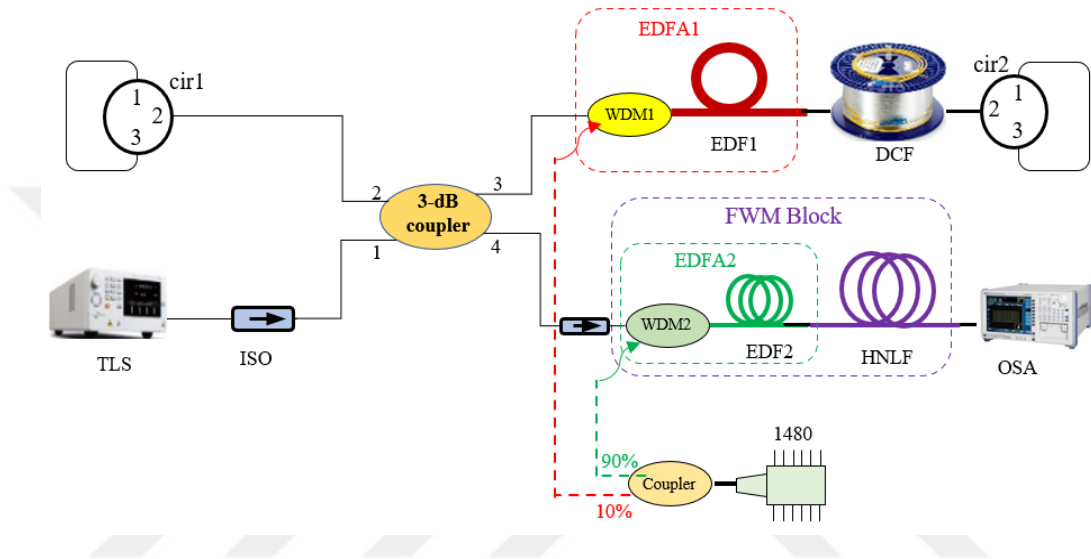 EDFA1
cir1
1
2
3
WDM1
EDF1
DCF
cir2
1
2
3
2
3
3-dB
coupler
1
4
FWM Block
EDFA2
WDM2
EDF2
HNLF
OSA
TLS
ISO
1480
90%
Coupler
10%